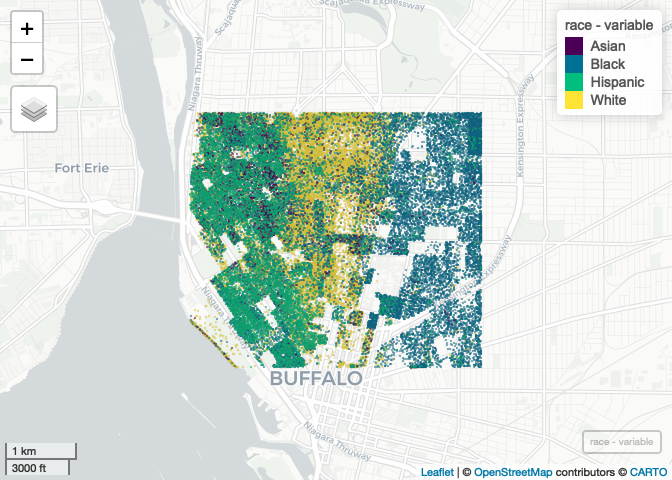 +
−
Scajaquada Expressway
Niagara Thruway
Kensington Expressway
race - variable
Asian
Black
Hispanic
White
Fort Erie
Niagara
BUFFALO
Niagara Thruway
1 km
3000 ft
race - variable
Leaflet | © OpenStreetMap contributors © CARTO